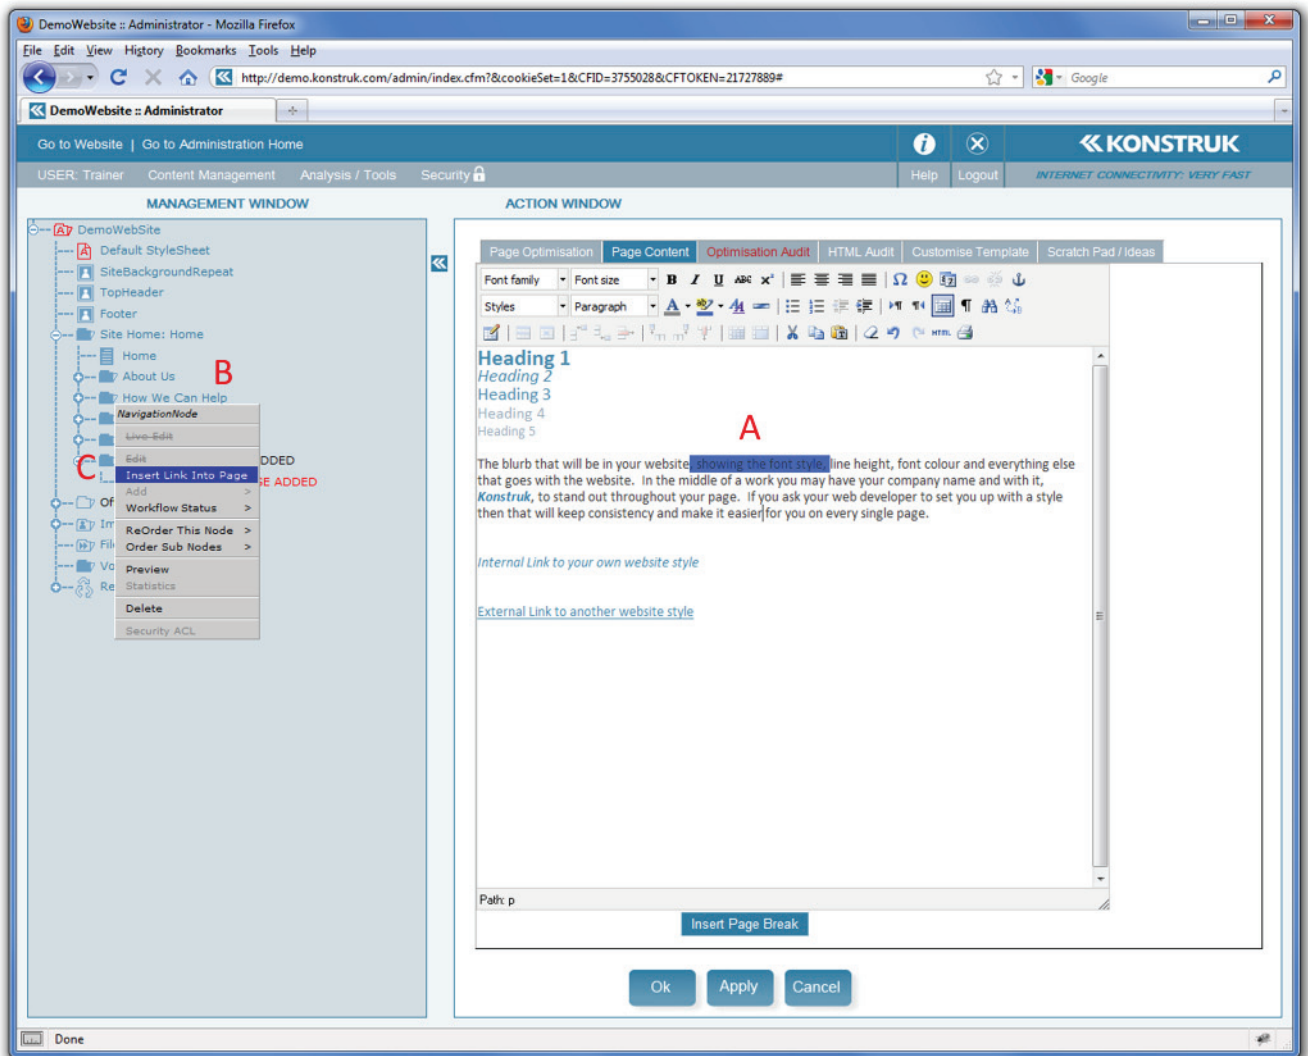 DemoWebsite :: Administrator - Mozilla Firefox
File Edit View History Bookmarks Tools Help
http://demo.konstruk.com/admin/index.cfm?&cookieSet=1&CFID=3755028&CFTOKEN=21727889#
Google
DemoWebsite :: Administrator
Go to Website | Go to Administration Home
KONSTRUK
USER: Trainer Content Management Analysis / Tools Security
Help Logout INTERNET CONNECTIVITY: VERY FAST
MANAGEMENT WINDOW
DemoWebSite
Default StyleSheet
SiteBackgroundRepeat
TopHeader
Footer
Site Home: Home
Home
About Us
B
How We Can Help
NavigationNode
Live Edit
Edit
DDED
C
Insert Link Into Page
SE ADDED
Add >
Of
Workflow Status >
Im
ReOrder This Node >
Fil
Order Sub Nodes >
Vo
Preview
Re
Statistics
Delete
Security ACL
ACTION WINDOW
Page Optimisation Page Content Optimisation Audit HTML Audit Customise Template Scratch Pad / Ideas
Font family Font size B I U ABC x²
Styles Paragraph
HTML
Heading 1
Heading 2
Heading 3
Heading 4
Heading 5
A
The blurb that will be in your website, showing the font style, line height, font colour and everything else
that goes with the website. In the middle of a work you may have your company name and with it,
Konstruk, to stand out throughout your page. If you ask your web developer to set you up with a style
then that will keep consistency and make it easier for you on every single page.
Internal Link to your own website style
External Link to another website style
Path: p
Insert Page Break
Ok Apply Cancel
Done